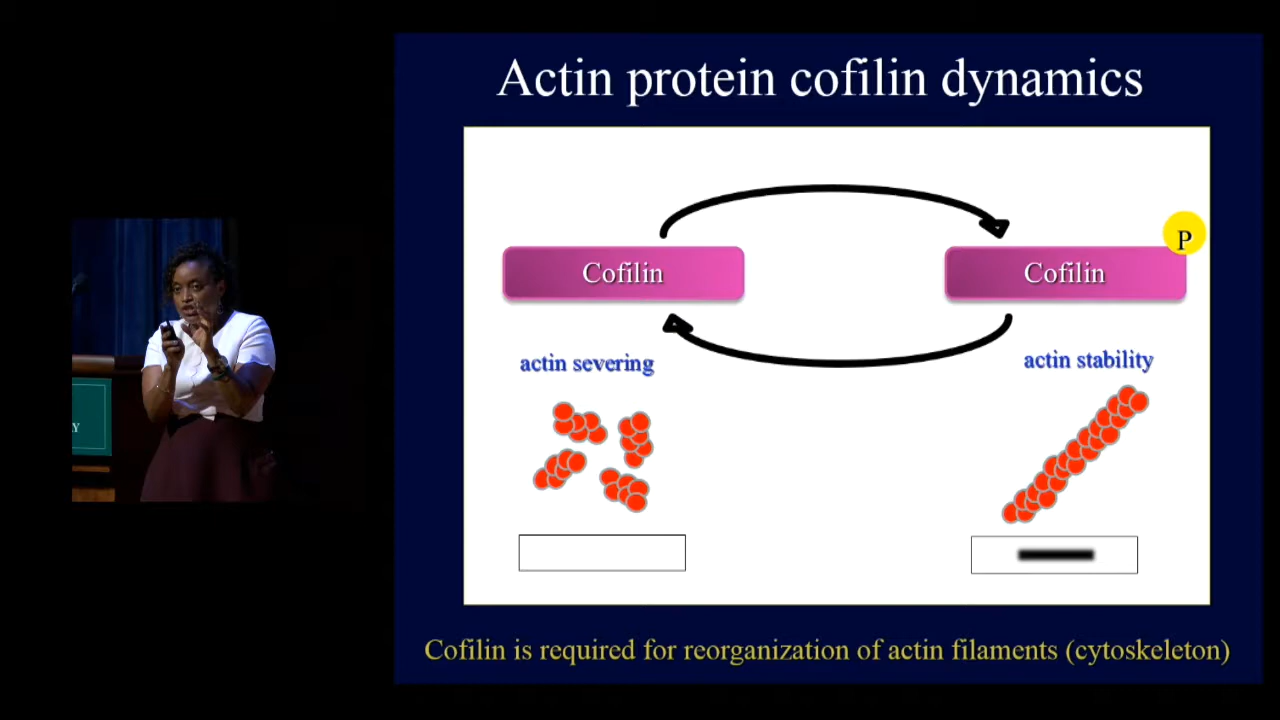 Actin protein cofilin dynamics
P
Cofilin
Cofilin
actin severing
actin stability
Cofilin is required for reorganization of actin filaments (cytoskeleton)
Y